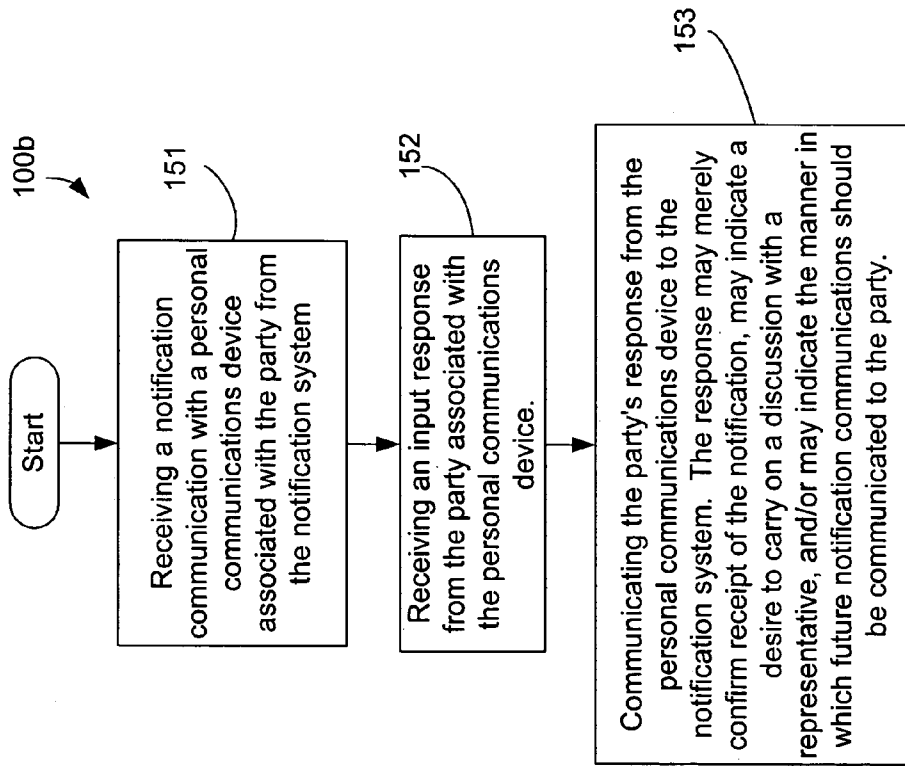 100b
Start
151
Receiving a notification
communication with a personal
communications device
associated with the party from
the notification system
152
Receiving an input response
from the party associated with
the personal communications
device.
153
Communicating the party's response from the
personal communications device to the
notification system. The response may merely
confirm receipt of the notification, may indicate a
desire to carry on a discussion with a
representative, and/or may indicate the manner in
which future notification communications should
be communicated to the party.